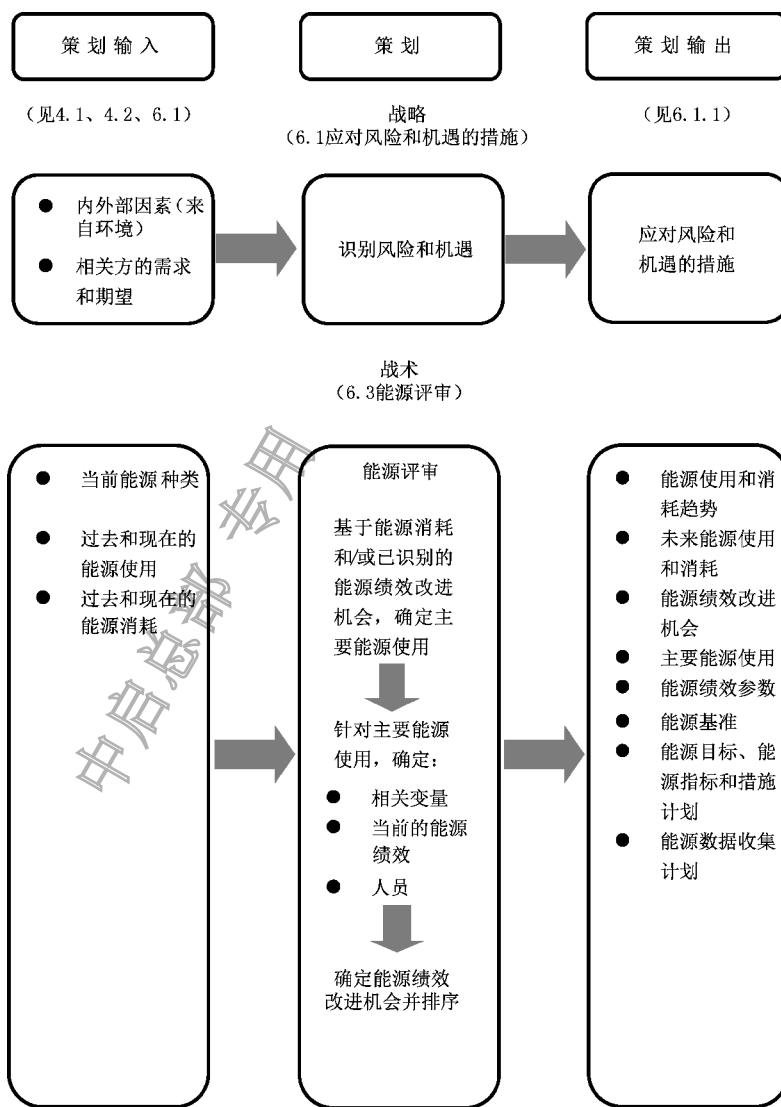 策划输入
策划
策划输出
（见4.1、4.2、6.1）
战略
（6.1应对风险和机遇的措施）
（见6.1.1）
● 内外部因素（来
自环境）
● 相关方的需求
和期望
识别风险和机遇
应对风险和
机遇的措施
战术
（6.3能源评审）
● 当前能源种类
● 过去和现在的
能源使用
● 过去和现在的
能源消耗
能源评审
基于能源消耗
和/或已识别的
能源绩效改进
机会，确定主
要能源使用
针对主要能源
使用，确定：
● 相关变量
● 当前的能源
绩效
● 人员
确定能源绩效
改进机会并排序
● 能源使用和消
耗趋势
● 未来能源使用
和消耗
● 能源绩效改进
机会
● 主要能源使用
● 能源绩效参数
● 能源基准
● 能源目标、能
源指标和措施
计划
● 能源数据收集
计划
中启总部 专用